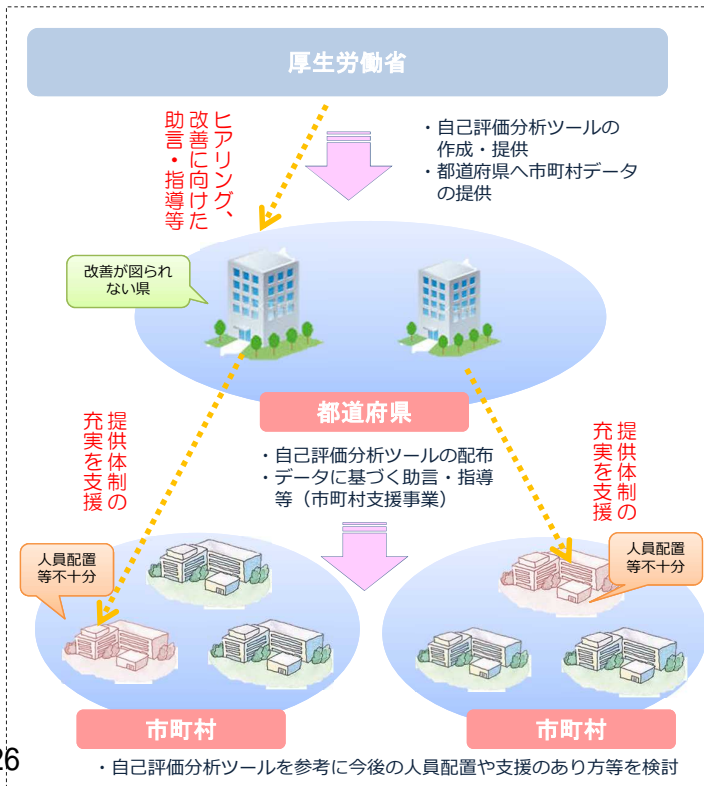 厚生労働省
ヒアリング、
改善に向けた
助言・指導等
・自己評価分析ツールの
作成・提供
・都道府県へ市町村データ
の提供
改善が図られ
ない県
都道府県
提供体制の
充実を支援
・自己評価分析ツールの配布
・データに基づく助言・指導
等（市町村支援事業）
提供体制の
充実を支援
人員配置
等不十分
人員配置
等不十分
市町村
市町村
・自己評価分析ツールを参考に今後の人員配置や支援のあり方等を検討
26